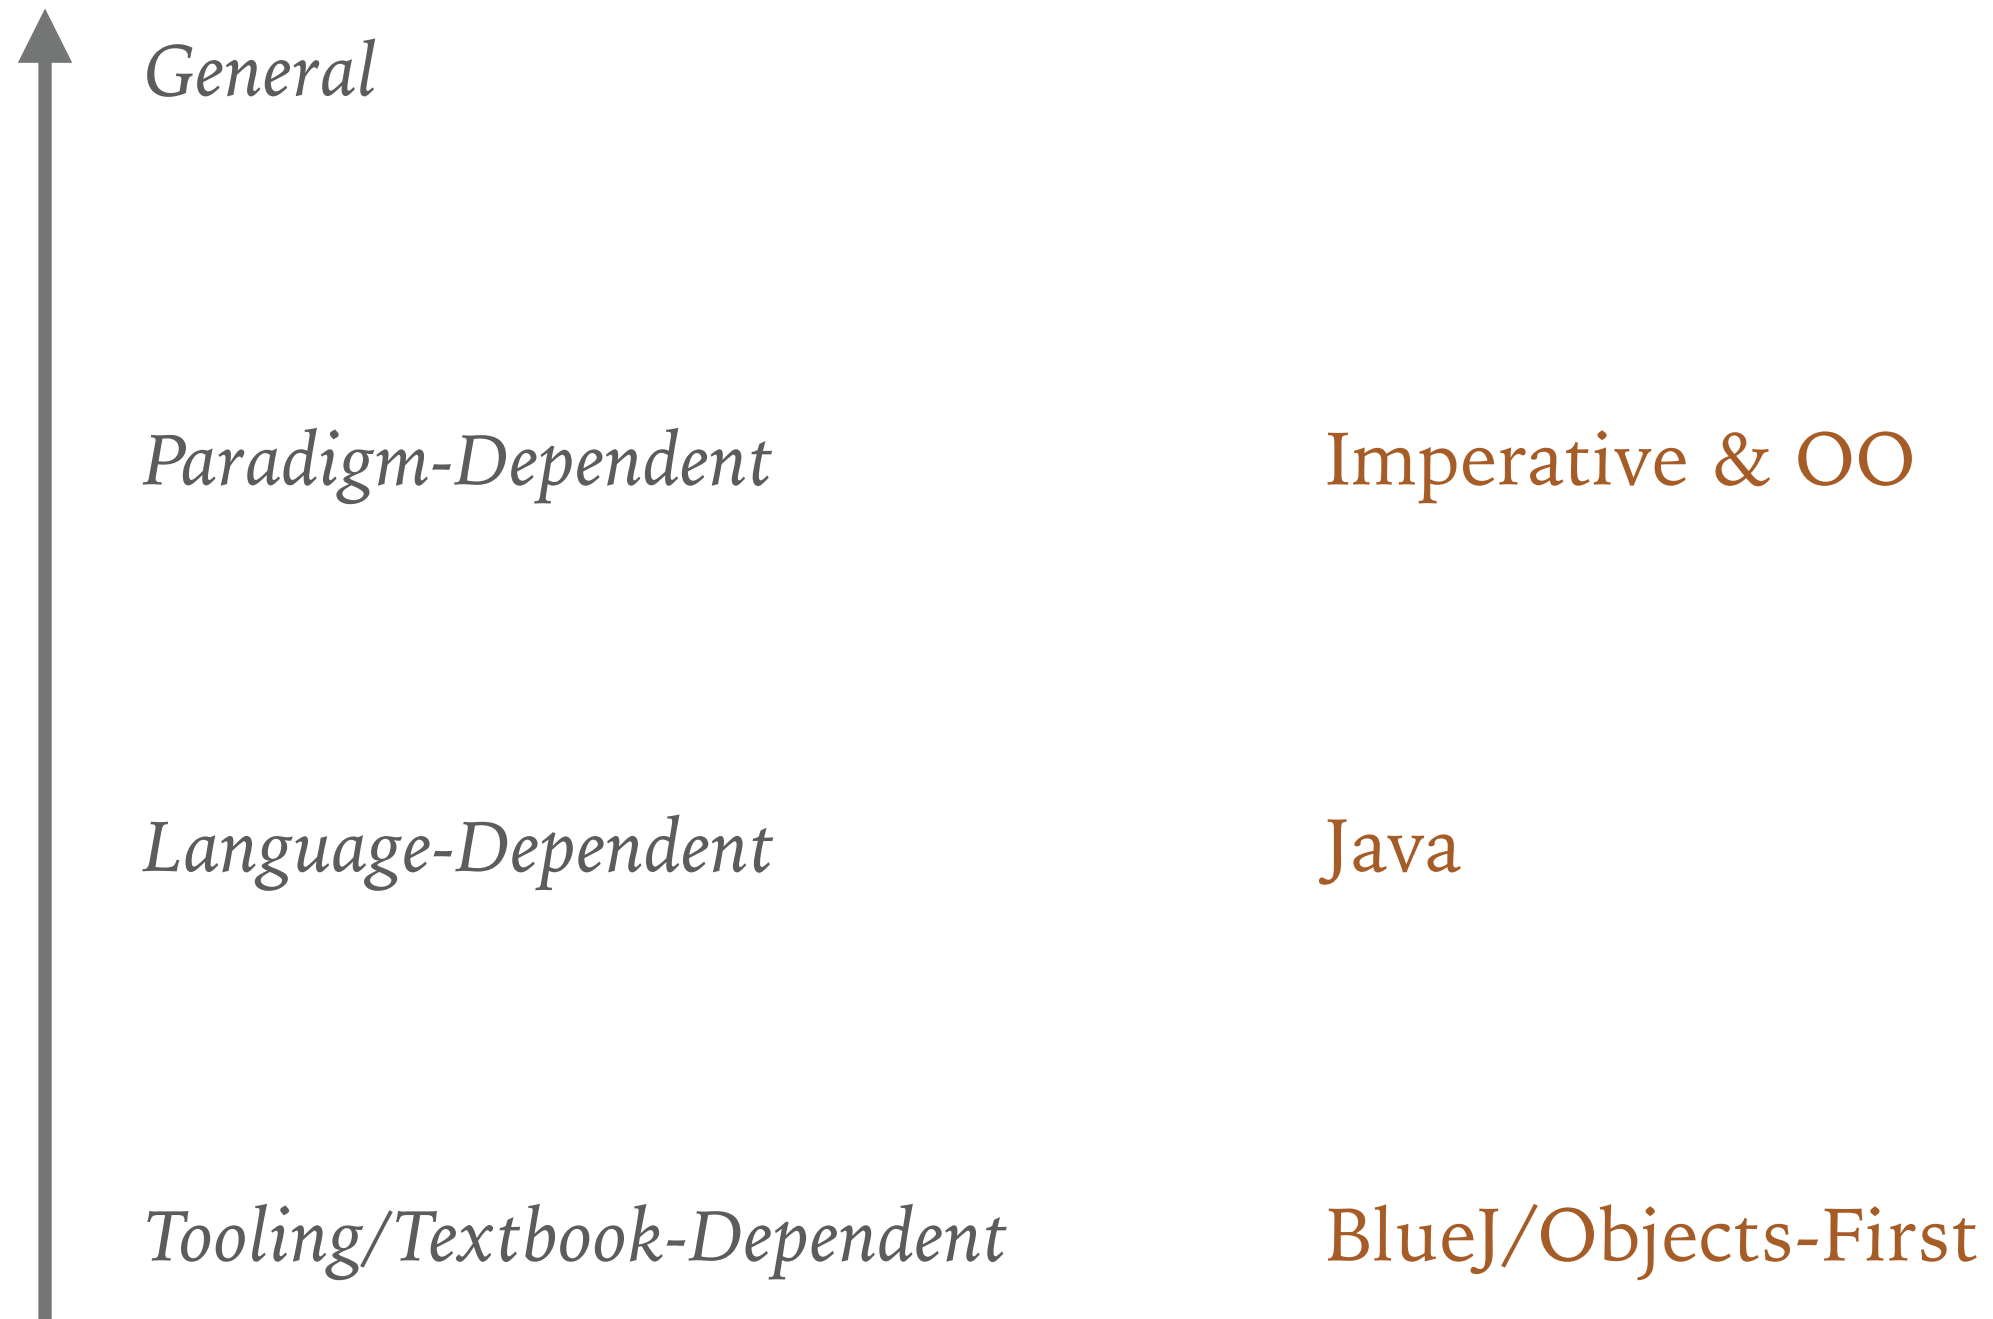 General
Paradigm-Dependent Imperative & OO
Language-Dependent Java
Tooling/Textbook-Dependent BlueJ/Objects-First